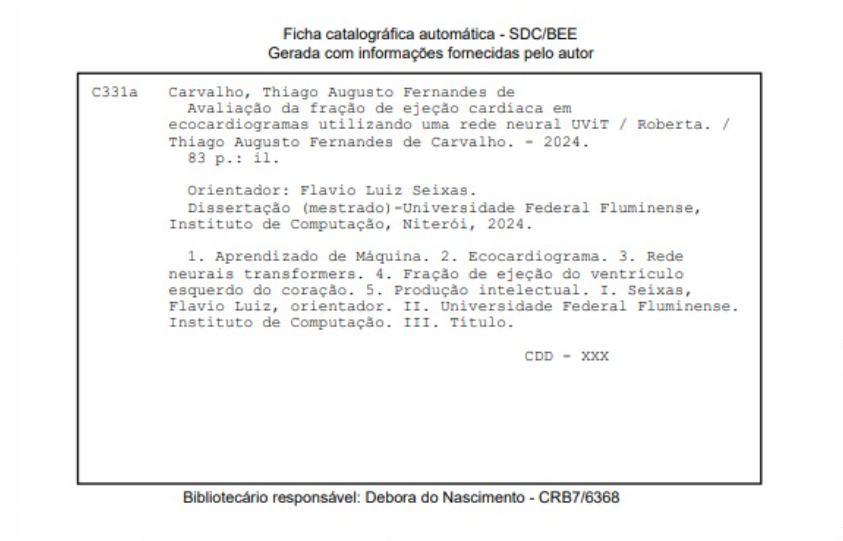 Ficha catalográfica automática - SDC/BEE
Gerada com informações fornecidas pelo autor
C331a Carvalho, Thiago Augusto Fernandes de
Avaliação da fração de ejeção cardiaca em
ecocardiogramas utilizando uma rede neural UViT / Roberta. /
Thiago Augusto Fernandes de Carvalho. - 2024.
83 p.: il.
Orientador: Flavio Luiz Seixas.
Dissertação (mestrado)-Universidade Federal Fluminense,
Instituto de Computação, Niterói, 2024.
1. Aprendizado de Máquina. 2. Ecocardiograma. 3. Rede
neurais transformers. 4. Fração de ejeção do ventrículo
esquerdo do coração. 5. Produção intelectual. I. Seixas,
Flavio Luiz, orientador. II. Universidade Federal Fluminense.
Instituto de Computação. III. Título.
CDD - XXX
Bibliotecário responsável: Debora do Nascimento - CRB7/6368